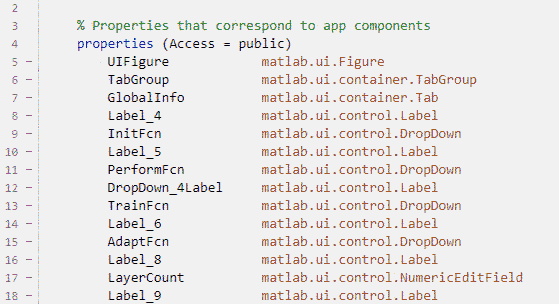 2
3 % Properties that correspond to app components
4 properties (Access = public)
5 – UIFigure matlab.ui.Figure
6 – TabGroup matlab.ui.container.TabGroup
7 – GlobalInfo matlab.ui.container.Tab
8 – Label_4 matlab.ui.control.Label
9 – InitFcn matlab.ui.control.DropDown
10 – Label_5 matlab.ui.control.Label
11 – PerformFcn matlab.ui.control.DropDown
12 – DropDown_4Label matlab.ui.control.Label
13 – TrainFcn matlab.ui.control.DropDown
14 – Label_6 matlab.ui.control.Label
15 – AdaptFcn matlab.ui.control.DropDown
16 – Label_8 matlab.ui.control.Label
17 – LayerCount matlab.ui.control.NumericEditField
18 – Label_9 matlab.ui.control.Label